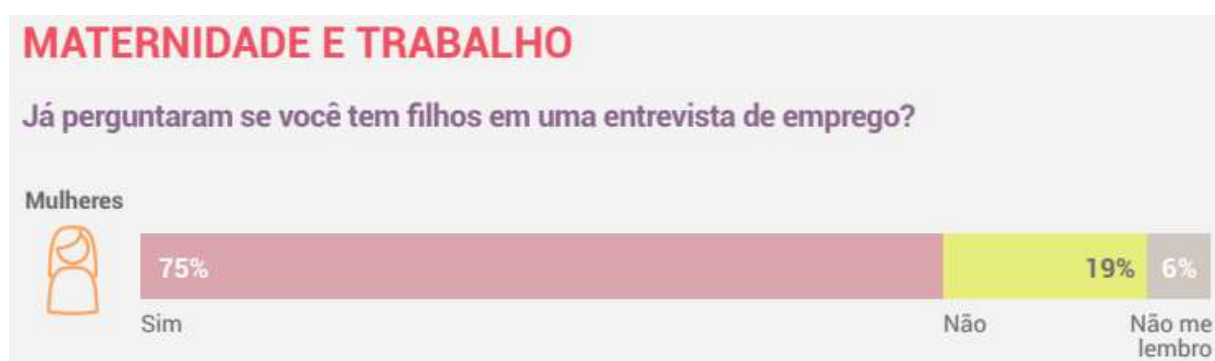 MATERNIDADE E TRABALHO
Já perguntaram se você tem filhos em uma entrevista de emprego?
Mulheres
75%
19%
6%
Sim
Não
Não me
lembro